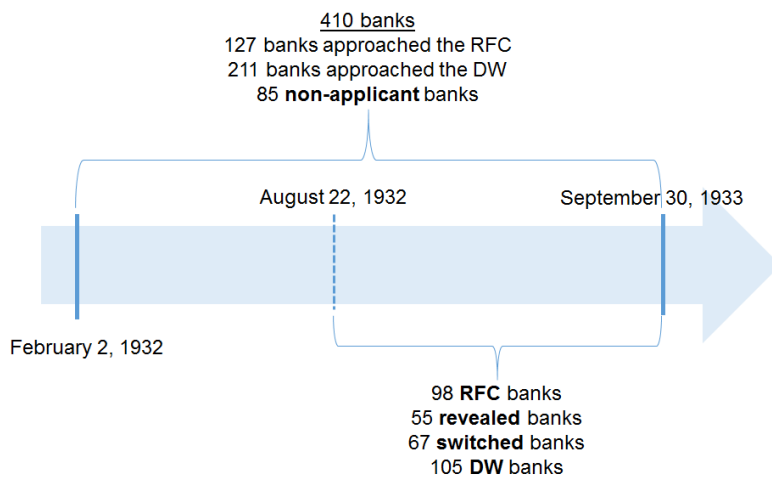 410 banks
127 banks approached the RFC
211 banks approached the DW
85 non-applicant banks
August 22, 1932
September 30, 1933
February 2, 1932
98 RFC banks
55 revealed banks
67 switched banks
105 DW banks